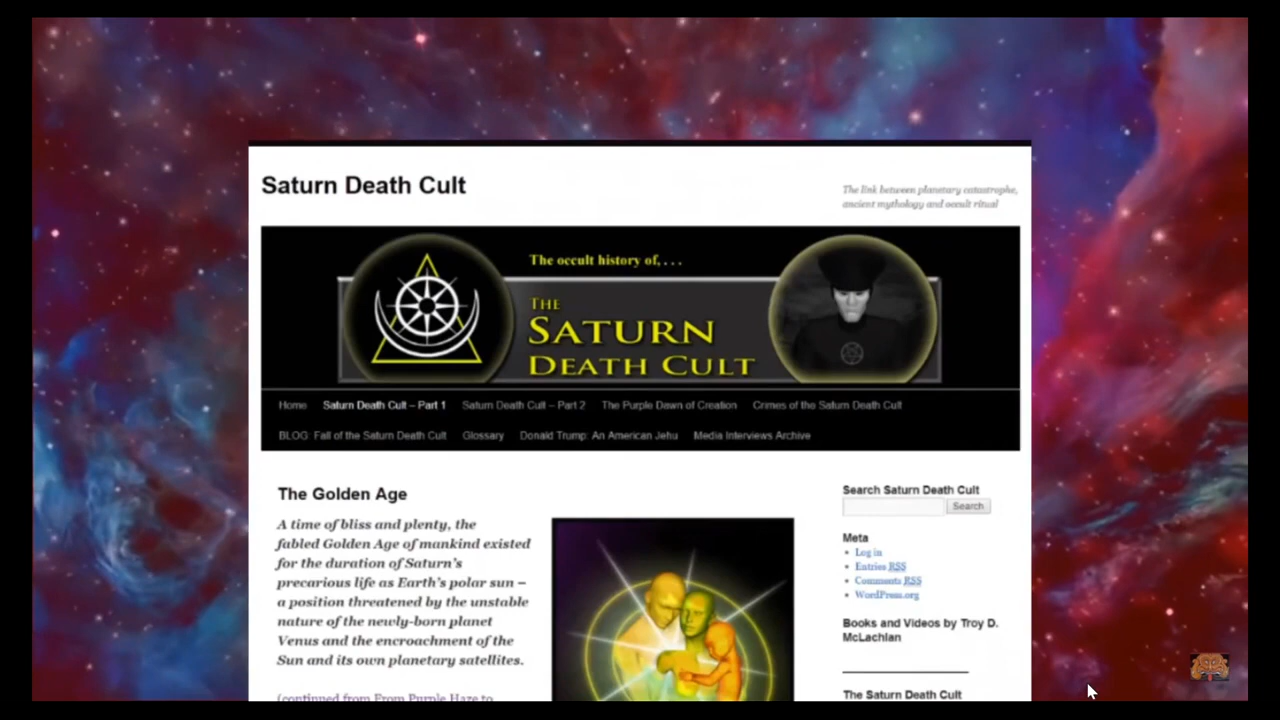 Saturn Death Cult
The link between planetary catastrophe,
ancient mythology and occult ritual
The occult history of, . . .
THE
SATURN
DEATH CULT
Home Saturn Death Cult – Part 1 Saturn Death Cult – Part 2 The Purple Dawn of Creation Crimes of the Saturn Death Cult
BLOG: Fall of the Saturn Death Cult Glossary Donald Trump: An American Jehu Media Interviews Archive
The Golden Age
A time of bliss and plenty, the
fabled Golden Age of mankind existed
for the duration of Saturn's
precarious life as Earth's polar sun –
a position threatened by the unstable
nature of the newly-born planet
Venus and the encroachment of the
Sun and its own planetary satellites.
(continued from From Purple Haze to
Search Saturn Death Cult
Search
Meta
Log in
Entries RSS
Comments RSS
WordPress.org
Books and Videos by Troy D.
McLachlan
The Saturn Death Cult